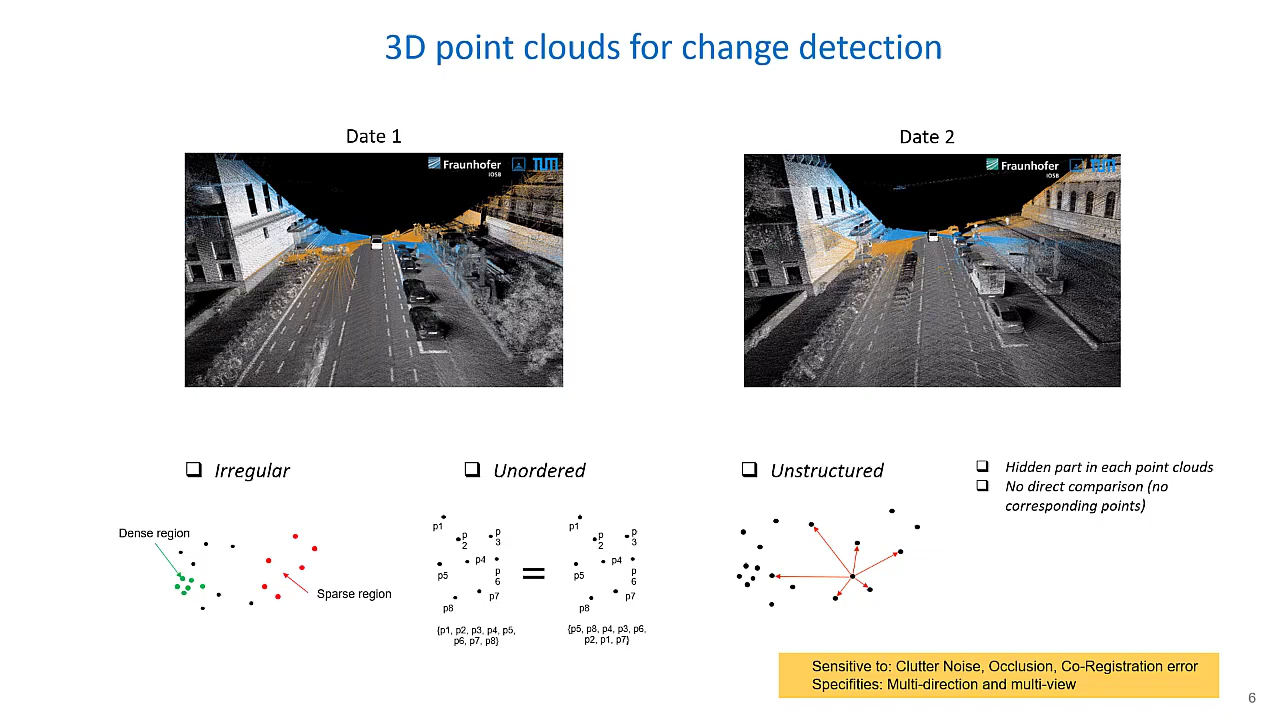 3D point clouds for change detection
Date 1
Date 2
Fraunhofer
IOSB
TUM
Fraunhofer
IOSB
TUM
❑ Irregular
❑ Unordered
❑ Unstructured
❑ Hidden part in each point clouds
❑ No direct comparison (no
corresponding points)
Dense region
Sparse region
p1
p
2
p
3
p4
p5
p
6
p7
p8
{p1, p2, p3, p4, p5,
p6, p7, p8}
=
p1
p
2
p
3
p4
p5
p
6
p7
p8
{p5, p8, p4, p3, p6,
p2, p1, p7}
Sensitive to: Clutter Noise, Occlusion, Co-Registration error
Specifities: Multi-direction and multi-view
6